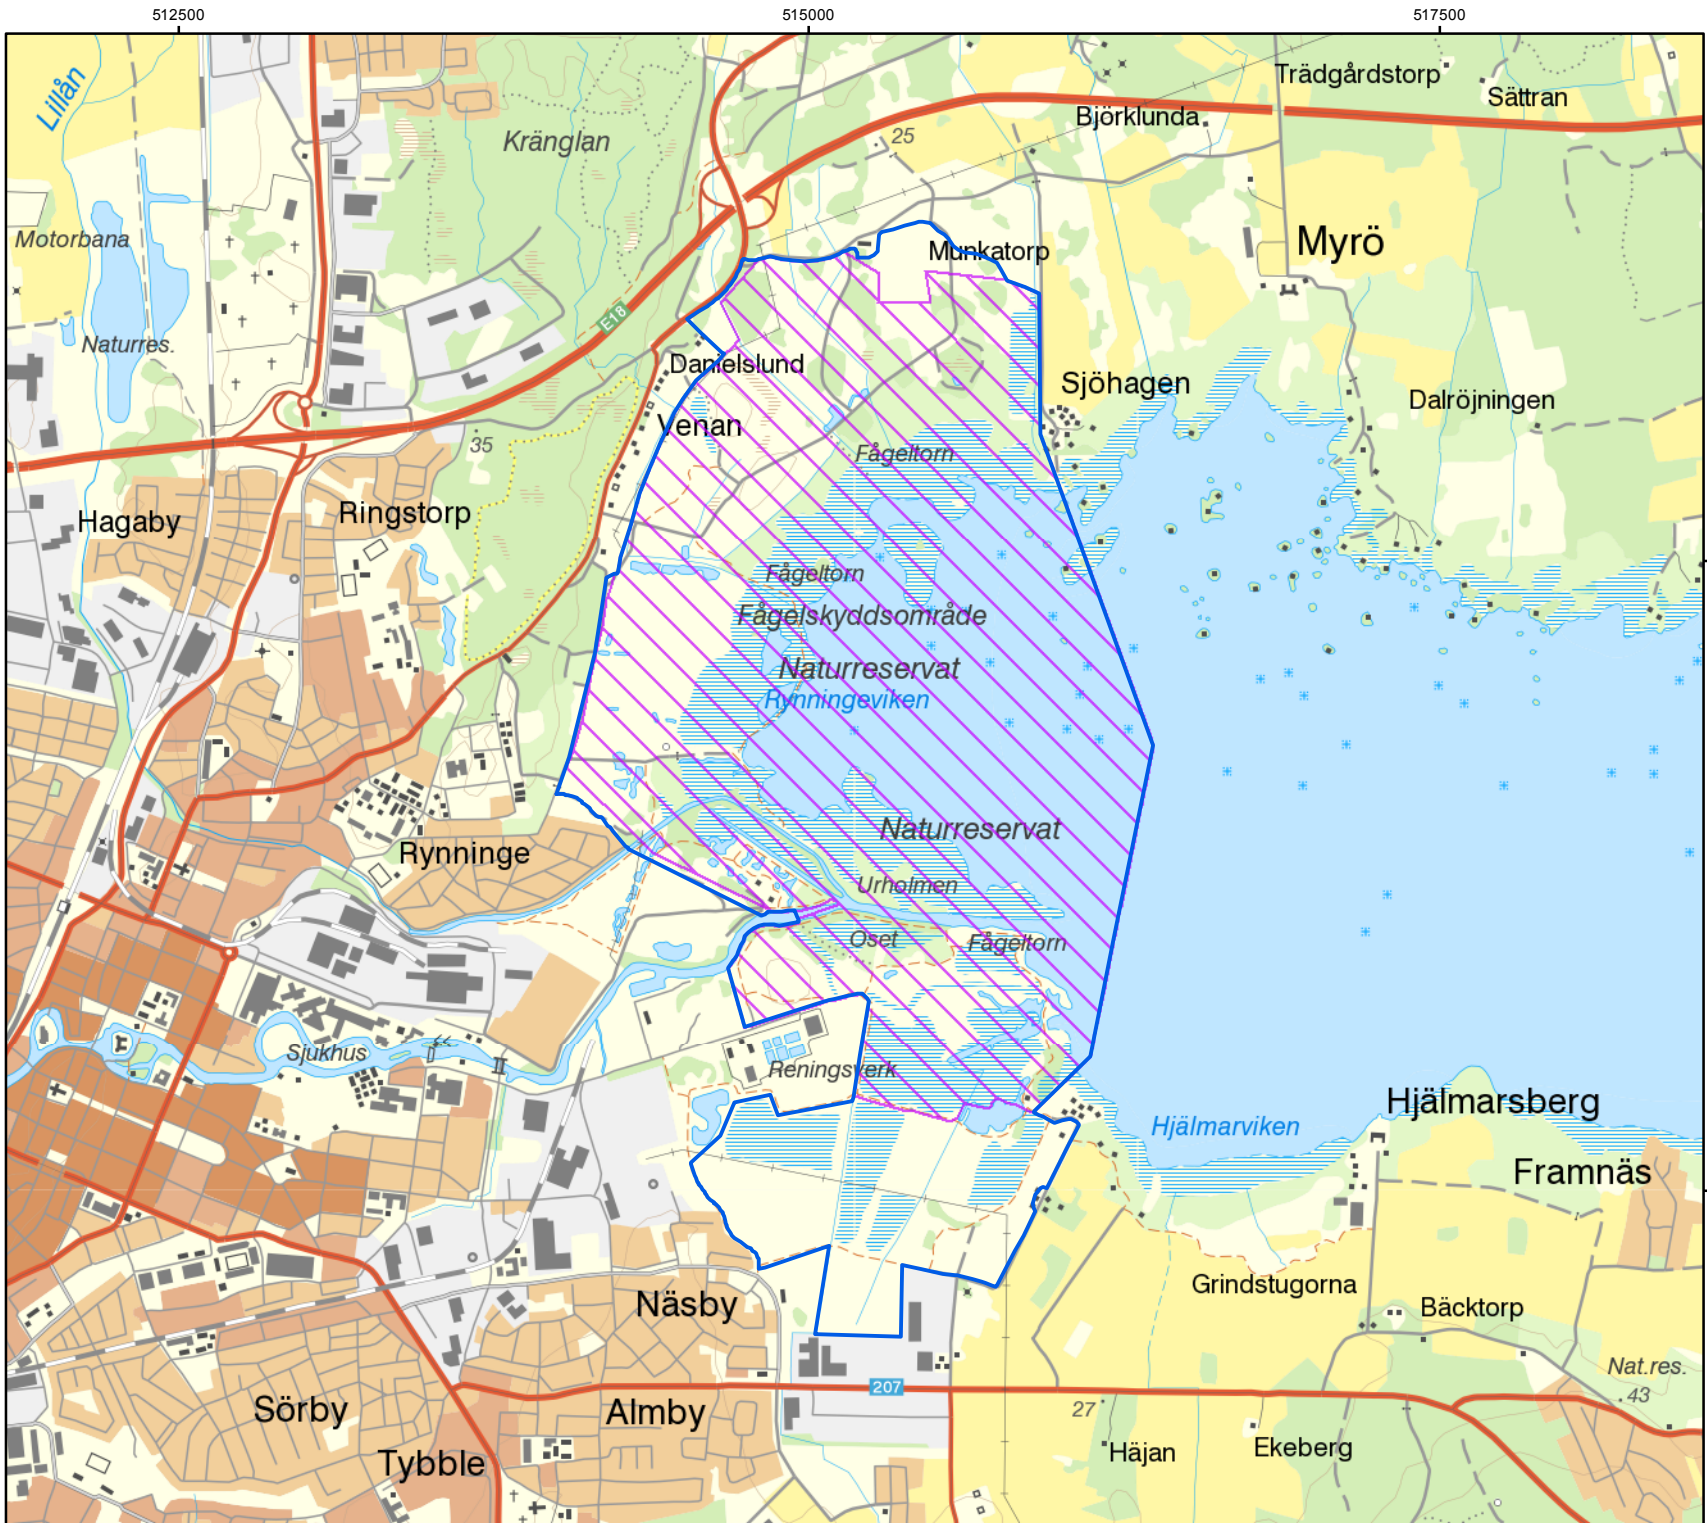 512500
515000
517500
Lillån
Trädgårdstorp
Sättran
Björklunda
Kränglan
25
Motorbana
Munkatorp
Myrö
E18
Naturres.
Danielslund
Sjöhagen
Dalröjningen
Venan
35
Fågeltorn
Hagaby
Ringstorp
Fågeltorn
Fågelskyddsområde
Naturreservat
Rynningeviken
Naturreservat
Rynninge
Urholmen
Oset
Fågeltorn
Sjukhus
Reningsverk
Hjälmarsberg
Hjälmarviken
Framnäs
Grindstugorna
Näsby
Bäcktorp
Nat.res.
207
43
Sörby
Almby
27
Häjan
Ekeberg
Tybble